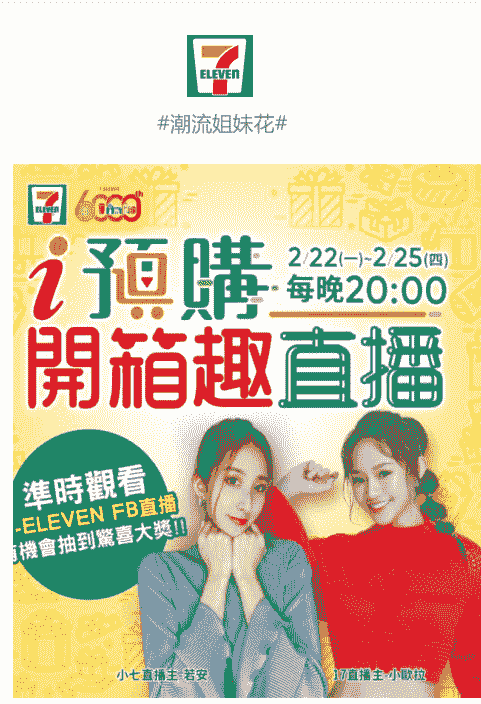 7
ELEVEN
#潮流姐妹花#
7
ELEVEN
6000th
i預購
2/22(一)~2/25(四)
每晚20:00
開箱趣直播
準時觀看
-ELEVEN FB直播
機會抽到驚喜大獎!!
小七直播主 若安
17直播主 小歐拉